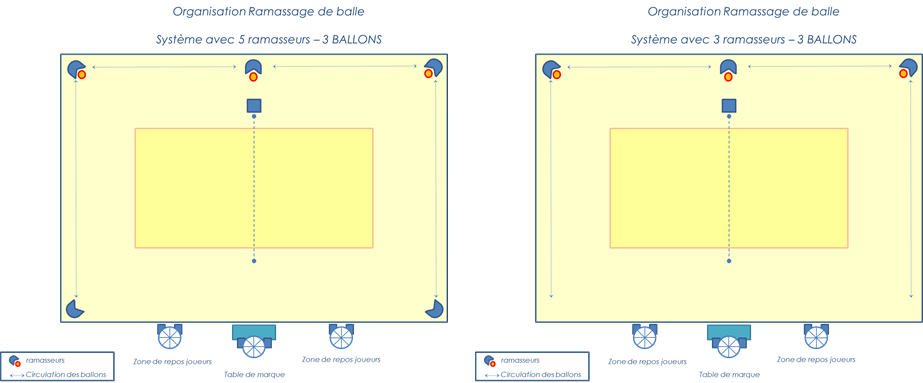 Organisation Ramassage de balle
Système avec 5 ramasseurs – 3 BALLONS
Zone de repos joueurs
Zone de repos joueurs
Table de marque
ramasseurs
Circulation des ballons
Organisation Ramassage de balle
Système avec 3 ramasseurs – 3 BALLONS
Zone de repos joueurs
Zone de repos joueurs
Table de marque
ramasseurs
Circulation des ballons